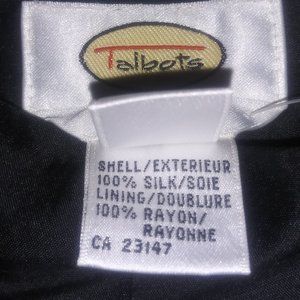 Talbots
SHELL/EXTERIEUR
100% SILK/SOIE
LINING/DOUBLURE
100% RAYON/
RAYONNE
CA 23147